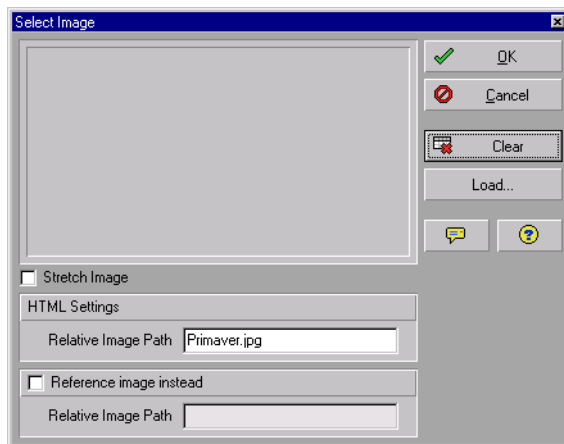 Select Image
OK
Cancel
Clear
Load...
Stretch Image
HTML Settings
Relative Image Path Primaver.jpg
Reference image instead
Relative Image Path